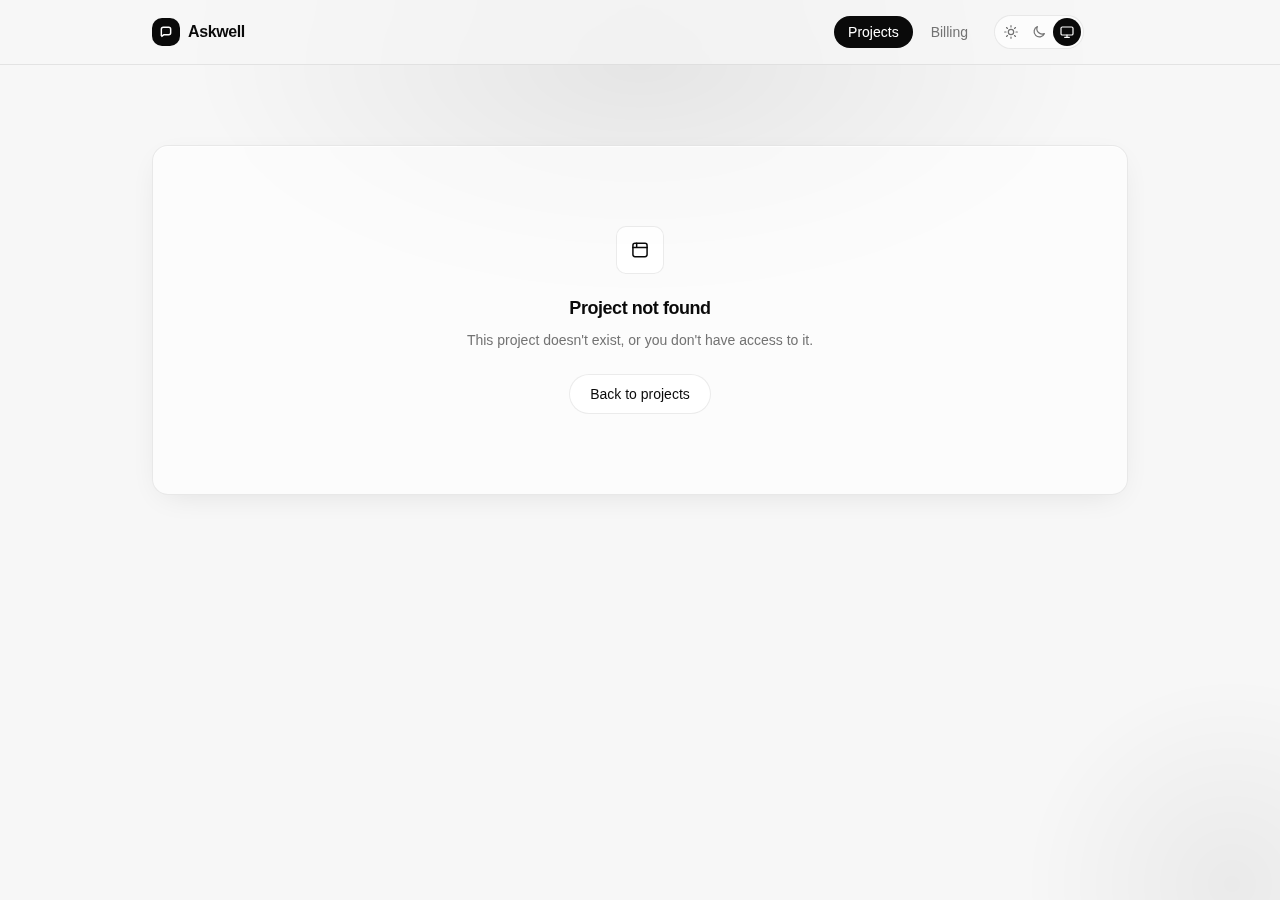 Askwell
Projects
Billing
Project not found
This project doesn't exist, or you don't have access to it.
Back to projects